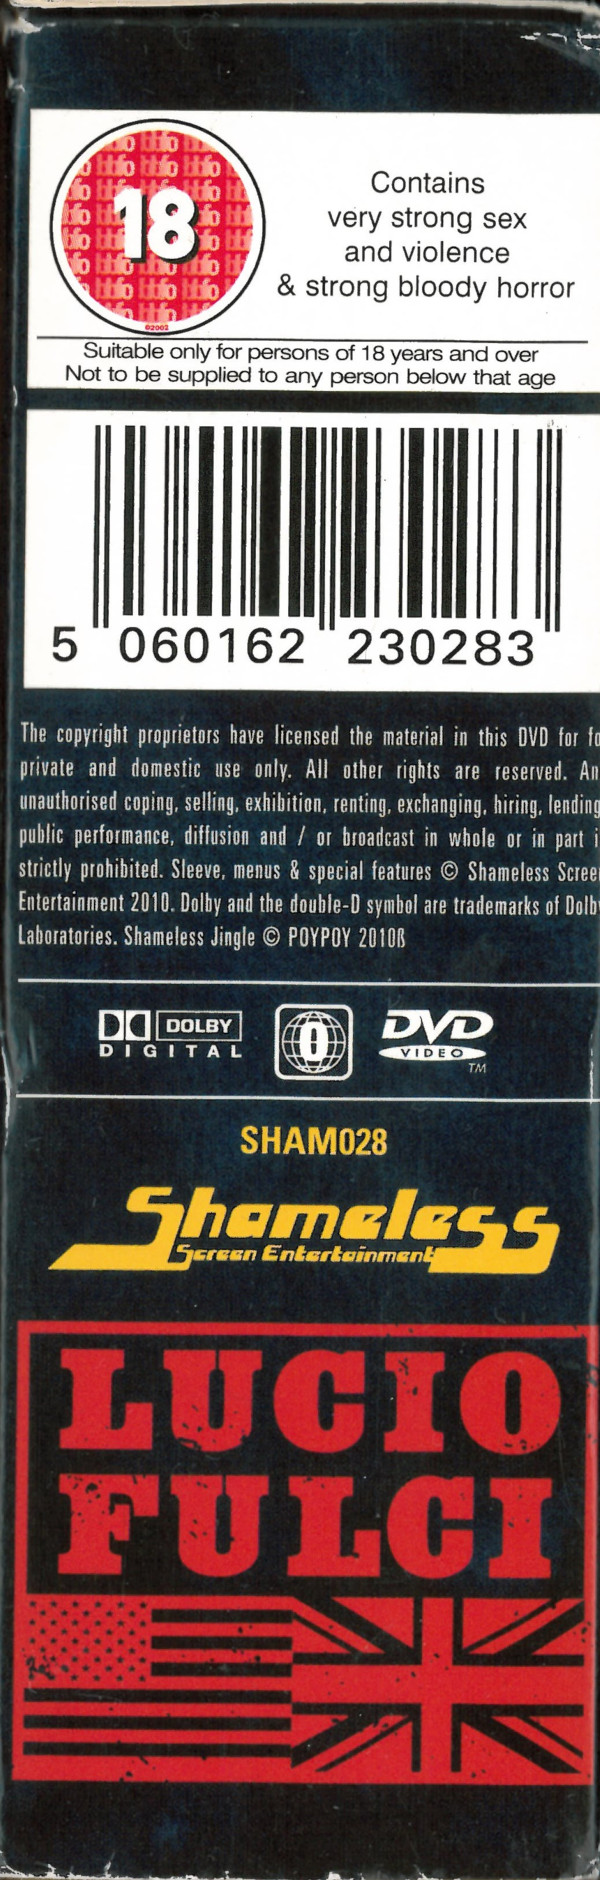 18
©2002
Contains
very strong sex
and violence
& strong bloody horror
Suitable only for persons of 18 years and over
Not to be supplied to any person below that age
5 060162 230283
The copyright proprietors have licensed the material in this DVD for fo
private and domestic use only. All other rights are reserved. An
unauthorised coping, selling, exhibition, renting, exchanging, hiring, lending
public performance, diffusion and / or broadcast in whole or in part i
strictly prohibited. Sleeve, menus & special features © Shameless Scree
Entertainment 2010. Dolby and the double-D symbol are trademarks of Dolby
Laboratories. Shameless Jingle © POYPOY 2010ß
DOLBY
DIGITAL
0
DVD
VIDEO
TM
SHAM028
Shameless
Screen Entertainment
LUCIO
FULCI